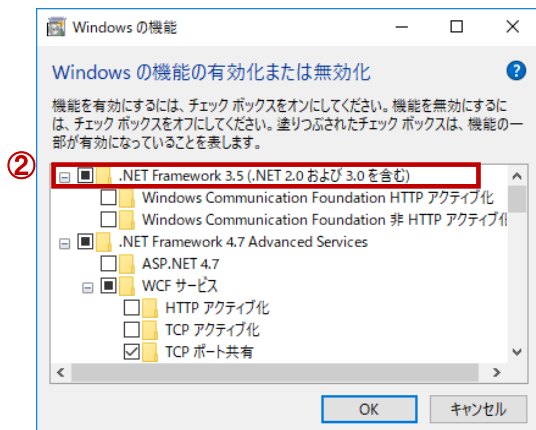 Windows の機能
Windows の機能の有効化または無効化
?
機能を有効にするには、チェック ボックスをオンにしてください。機能を無効にするに
は、チェック ボックスをオフにしてください。塗りつぶされたチェック ボックスは、機能の一
部が有効になっていることを表します。
②
.NET Framework 3.5 (.NET 2.0 および 3.0 を含む)
Windows Communication Foundation HTTP アクティブ化
Windows Communication Foundation 非 HTTP アクティブ化
.NET Framework 4.7 Advanced Services
ASP.NET 4.7
WCF サービス
HTTP アクティブ化
TCP アクティブ化
TCP ポート共有
OK
キャンセル